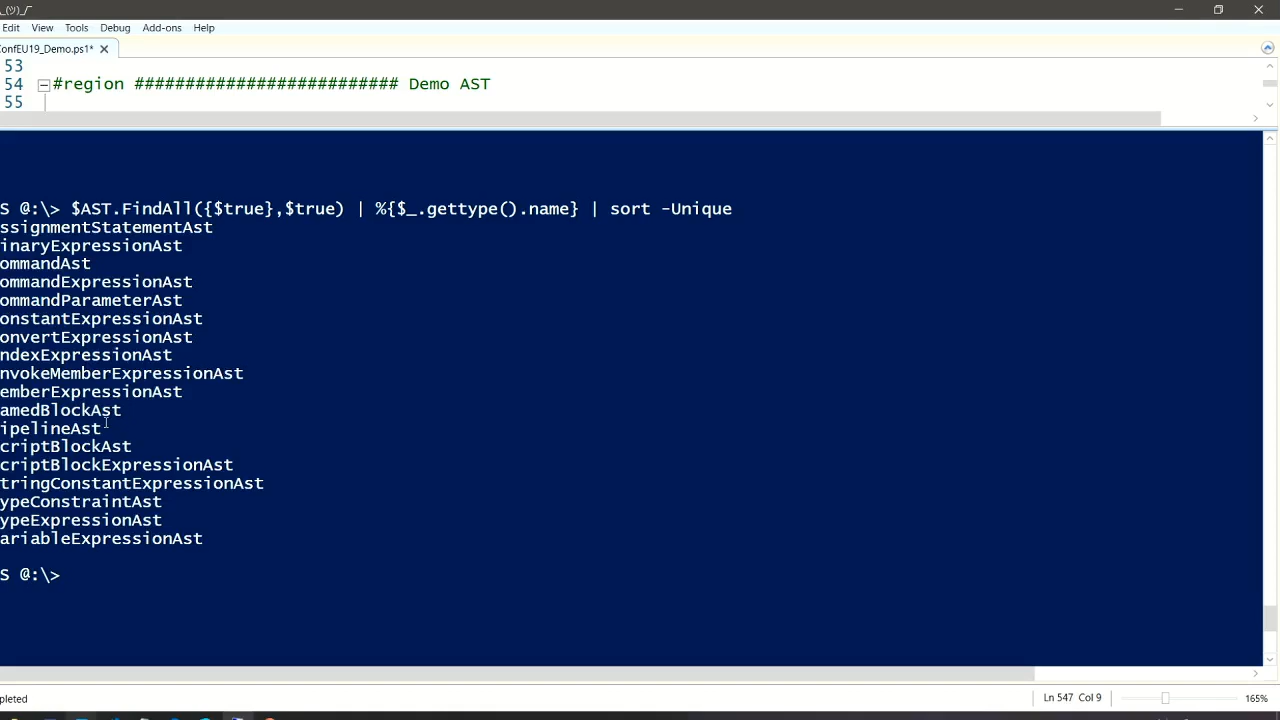 _(ツ)_/
Edit View Tools Debug Add-ons Help
onfEU19_Demo.ps1*
53
54 #region ########################## Demo AST
55
S @:\> $AST.FindAll({$true},$true) | %{$_.gettype().name} | sort -Unique
ssignmentStatementAst
inaryExpressionAst
ommandAst
ommandExpressionAst
ommandParameterAst
onstantExpressionAst
onvertExpressionAst
ndexExpressionAst
nvokeMemberExpressionAst
emberExpressionAst
amedBlockAst
ipelineAst
criptBlockAst
criptBlockExpressionAst
tringConstantExpressionAst
ypeConstraintAst
ypeExpressionAst
ariableExpressionAst
S @:\>
pleted
Ln 547 Col 9
165%